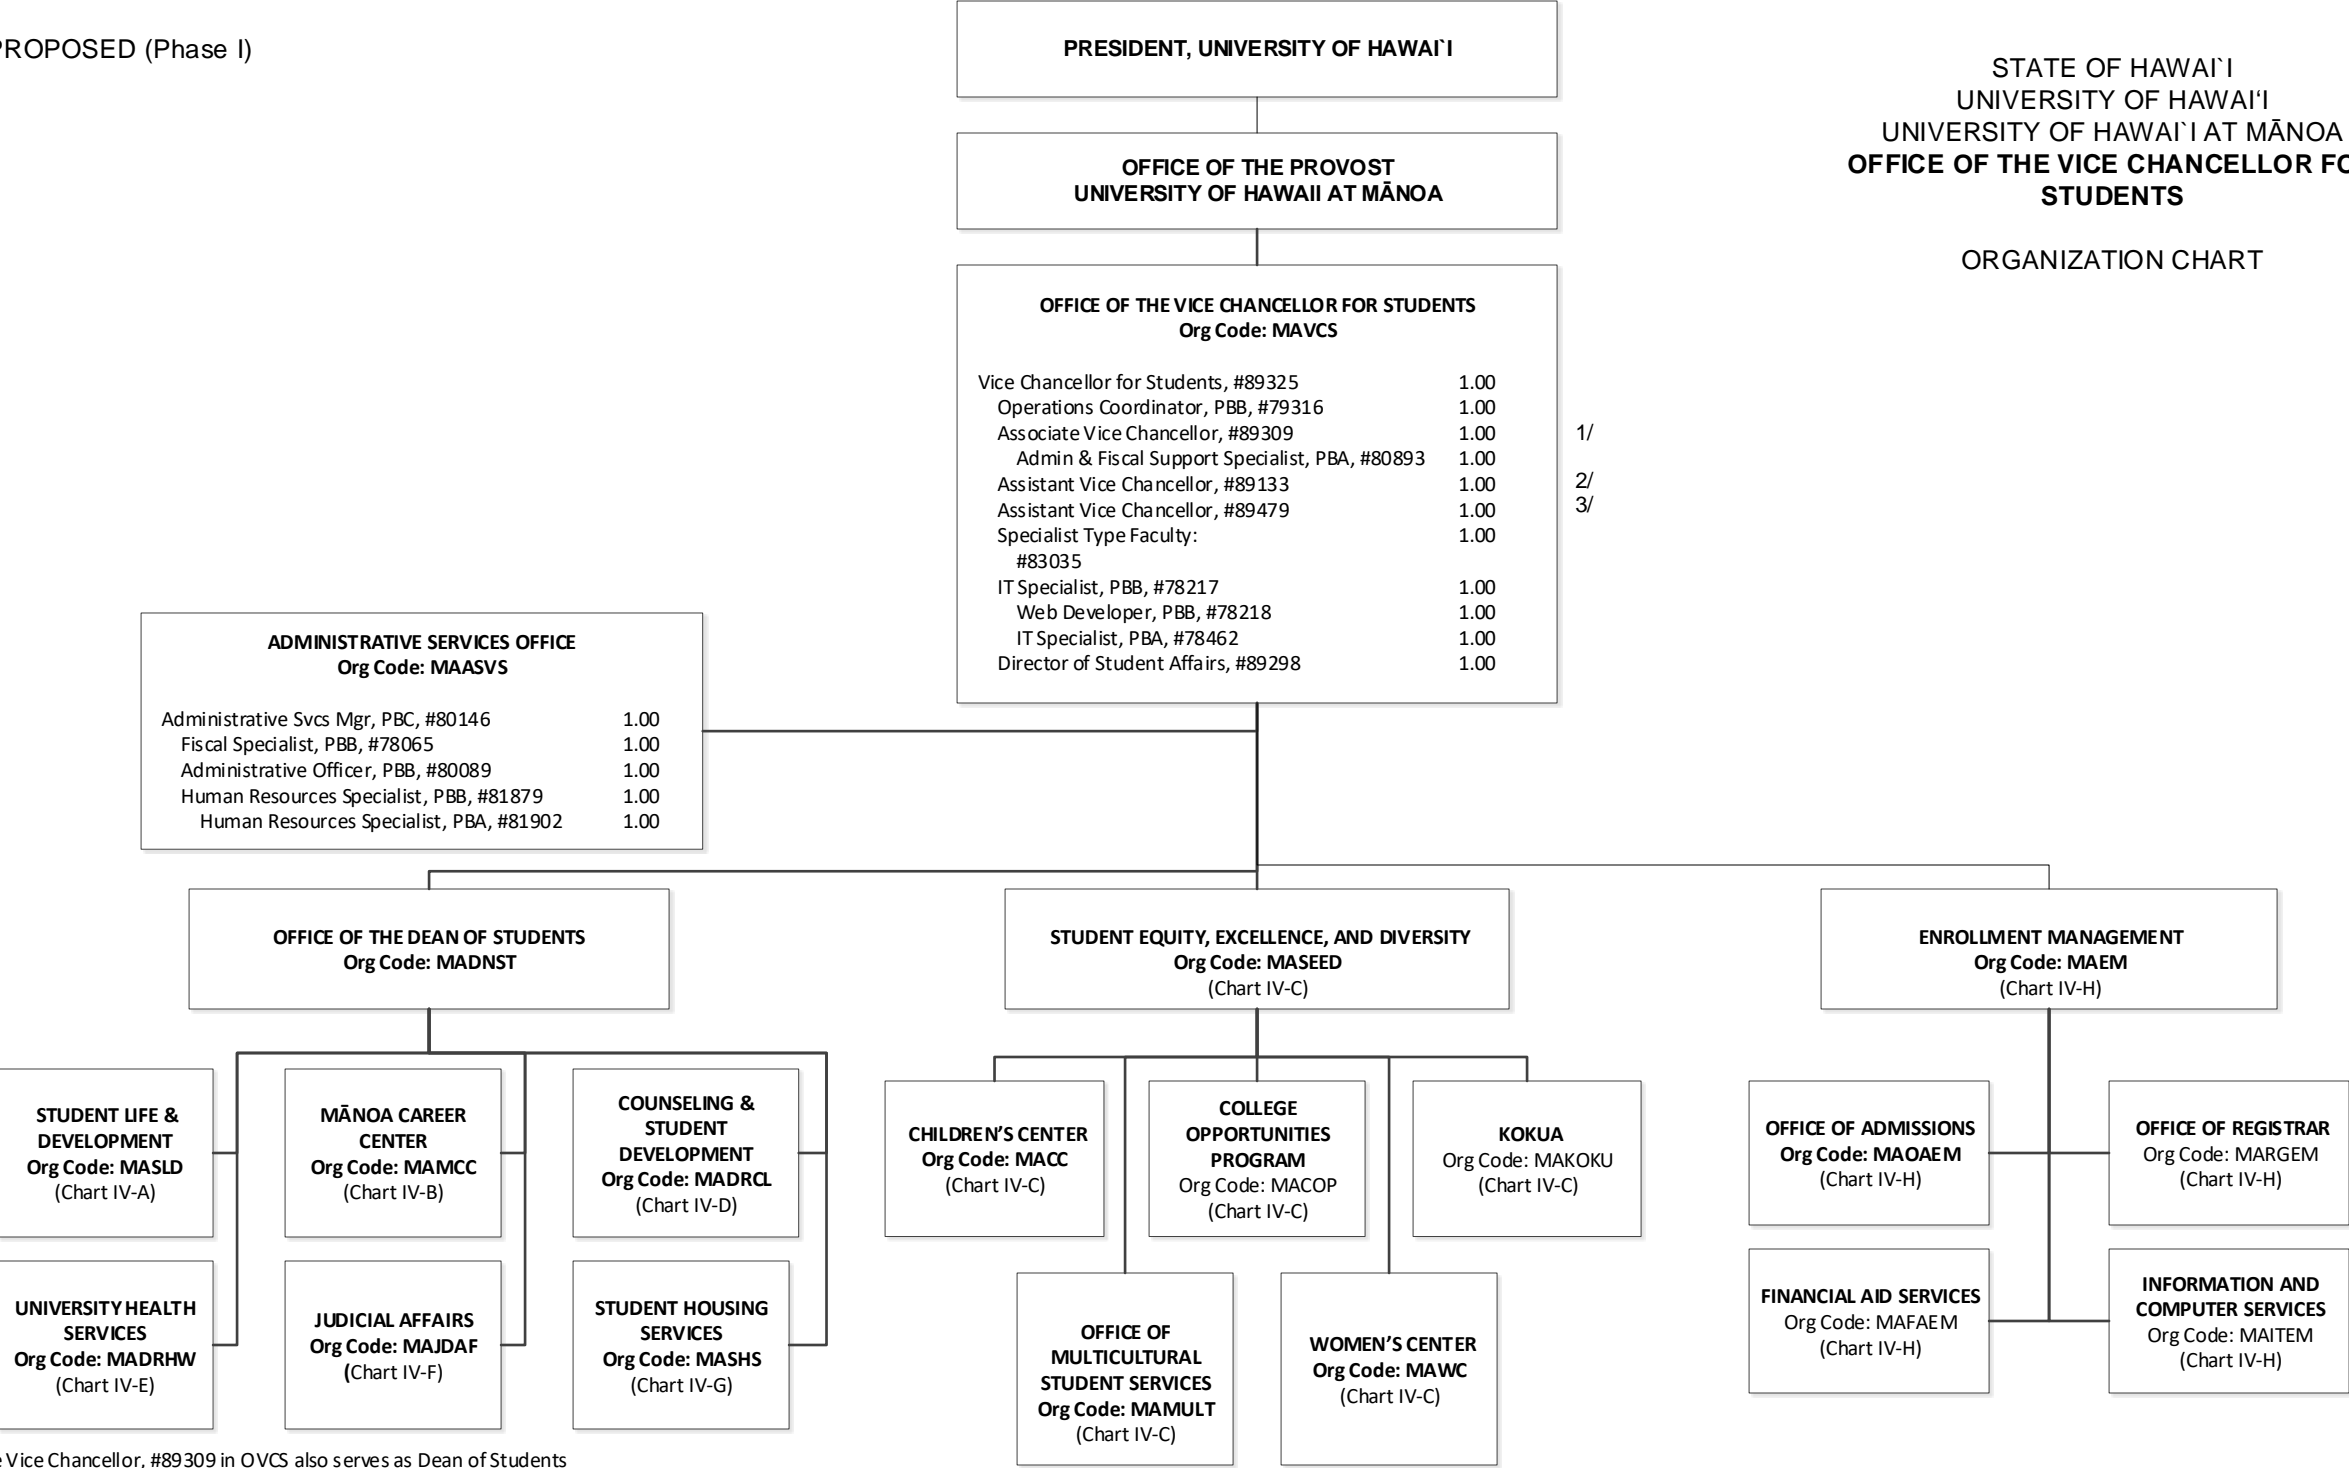 PROPOSED (Phase I)
STATE OF HAWAI`I
UNIVERSITY OF HAWAI‘I
UNIVERSITY OF HAWAI`I AT MĀNOA
OFFICE OF THE VICE CHANCELLOR
STUDENTS
ORGANIZATION CHART
PRESIDENT, UNIVERSITY OF HAWAI`I
OFFICE OF THE PROVOST
UNIVERSITY OF HAWAII AT MĀNOA
OFFICE OF THE VICE CHANCELLOR FOR STUDENTS
Org Code: MAVCS
Vice Chancellor for Students, #89325 1.00
Operations Coordinator, PBB, #79316 1.00
Associate Vice Chancellor, #89309 1.00 1/
Admin & Fiscal Support Specialist, PBA, #80893 1.00
Assistant Vice Chancellor, #89133 1.00 2/
Assistant Vice Chancellor, #89479 1.00 3/
Specialist Type Faculty: 1.00
#83035
IT Specialist, PBB, #78217 1.00
Web Developer, PBB, #78218 1.00
IT Specialist, PBA, #78462 1.00
Director of Student Affairs, #89298 1.00
ADMINISTRATIVE SERVICES OFFICE
Org Code: MAASVS
Administrative Svcs Mgr, PBC, #80146 1.00
Fiscal Specialist, PBB, #78065 1.00
Administrative Officer, PBB, #80089 1.00
Human Resources Specialist, PBB, #81879 1.00
Human Resources Specialist, PBA, #81902 1.00
OFFICE OF THE DEAN OF STUDENTS
Org Code: MADNST
STUDENT EQUITY, EXCELLENCE, AND DIVERSITY
Org Code: MASEED
(Chart IV-C)
ENROLLMENT MANAGEMENT
Org Code: MAEM
(Chart IV-H)
STUDENT LIFE &
DEVELOPMENT
Org Code: MASLD
(Chart IV-A)
MĀNOA CAREER
CENTER
Org Code: MAMCC
(Chart IV-B)
COUNSELING &
STUDENT
DEVELOPMENT
Org Code: MADRCL
(Chart IV-D)
UNIVERSITY HEALTH
SERVICES
Org Code: MADRHW
(Chart IV-E)
JUDICIAL AFFAIRS
Org Code: MAJDAF
(Chart IV-F)
STUDENT HOUSING
SERVICES
Org Code: MASHS
(Chart IV-G)
CHILDREN’S CENTER
Org Code: MACC
(Chart IV-C)
COLLEGE
OPPORTUNITIES
PROGRAM
Org Code: MACOP
(Chart IV-C)
KOKUA
Org Code: MAKOKU
(Chart IV-C)
OFFICE OF
MULTICULTURAL
STUDENT SERVICES
Org Code: MAMULT
(Chart IV-C)
WOMEN’S CENTER
Org Code: MAWC
(Chart IV-C)
OFFICE OF ADMISSIONS
Org Code: MAOAEM
(Chart IV-H)
OFFICE OF REGISTRAR
Org Code: MARGEM
(Chart IV-H)
FINANCIAL AID SERVICES
Org Code: MAFAEM
(Chart IV-H)
INFORMATION AND
COMPUTER SERVICES
Org Code: MAITEM
(Chart IV-H)
Vice Chancellor, #89309 in OVCS also serves as Dean of Students